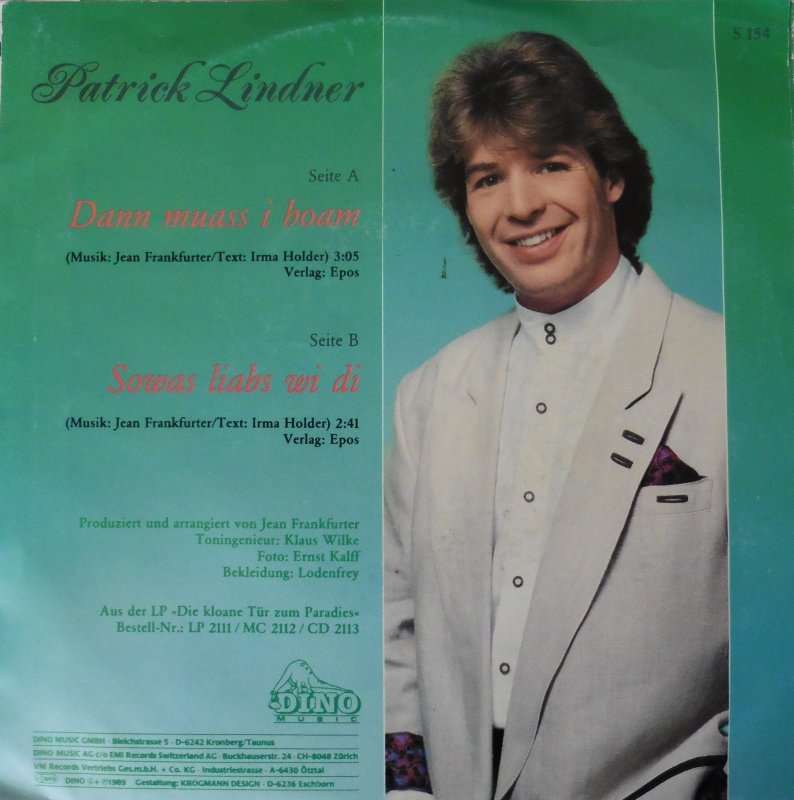 S 154
Patrick Lindner
Seite A
Dann muass i hoam
(Musik: Jean Frankfurter/Text: Irma Holder) 3:05
Verlag: Epos
Seite B
Sowas liabs wi di
(Musik: Jean Frankfurter/Text: Irma Holder) 2:41
Verlag: Epos
Produziert und arrangiert von Jean Frankfurter
Toningenieur: Klaus Wilke
Foto: Ernst Kalff
Bekleidung: Lodenfrey
Aus der LP »Die kloane Tür zum Paradies«
Bestell-Nr.: LP 2111 / MC 2112 / CD 2113
DINO
MUSIC
DINO MUSIC GMBH · Bleichstrasse 5 · D-6242 Kronberg/Taunus
DINO MUSIC AG c/o EMI Records Switzerland AG · Buckhauserstr. 24 · CH-8048 Zürich
VM Records Vertriebs Ges.m.b.H. + Co. KG · Industriestrasse · A-6430 Ötztal
DINO ©+℗1989 Gestaltung: KROGMANN DESIGN · D-6236 Eschborn